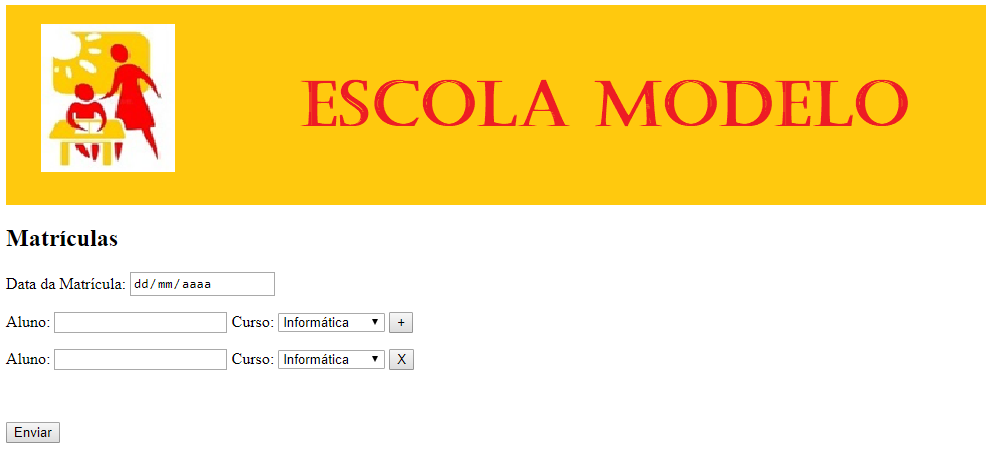 ESCOLA MODELO
Matrículas
Data da Matrícula: dd/mm/aaaa
Aluno: Curso: Informática +
Aluno: Curso: Informática X
Enviar